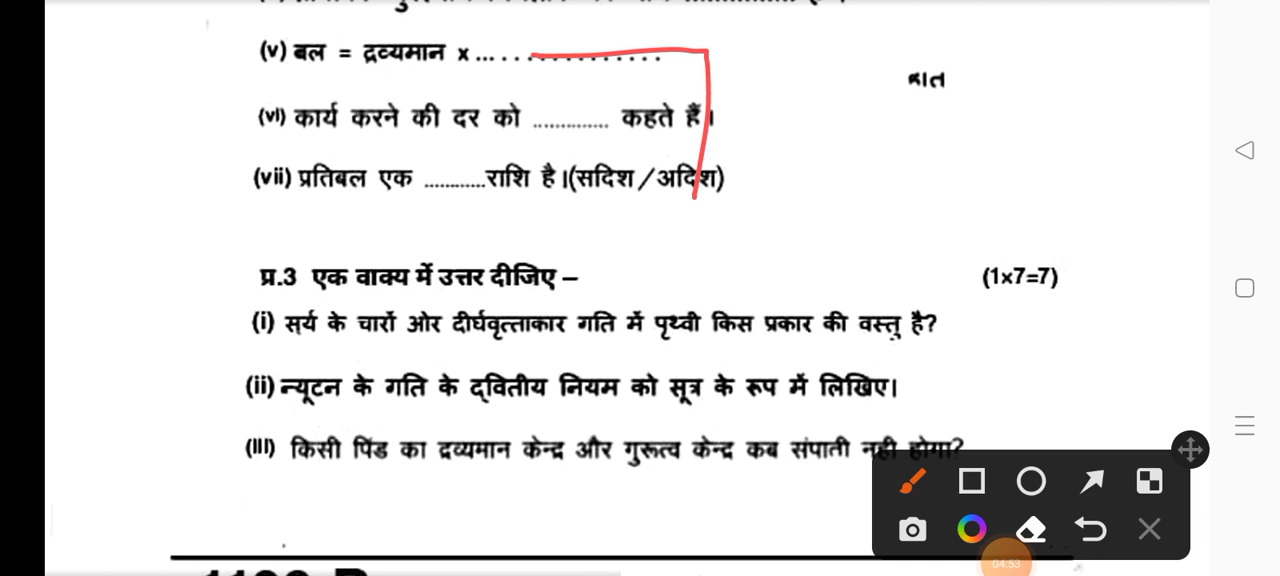 (v) बल = द्रव्यमान x ... . . . . . . . . . . . . .
(vi) कार्य करने की दर को .............. कहते हैं।
(vii) प्रतिबल एक ............राशि है।(सदिश/अदिश)
प्र.3 एक वाक्य में उत्तर दीजिए – (1x7=7)
(i) सूर्य के चारों ओर दीर्घवृत्ताकार गति में पृथ्वी किस प्रकार की वस्तु है?
(ii) न्यूटन के गति के द्वितीय नियम को सूत्र के रूप में लिखिए।
(III) किसी पिंड का द्रव्यमान केन्द्र और गुरूत्व केन्द्र कब संपाती नही होगा?
04:53